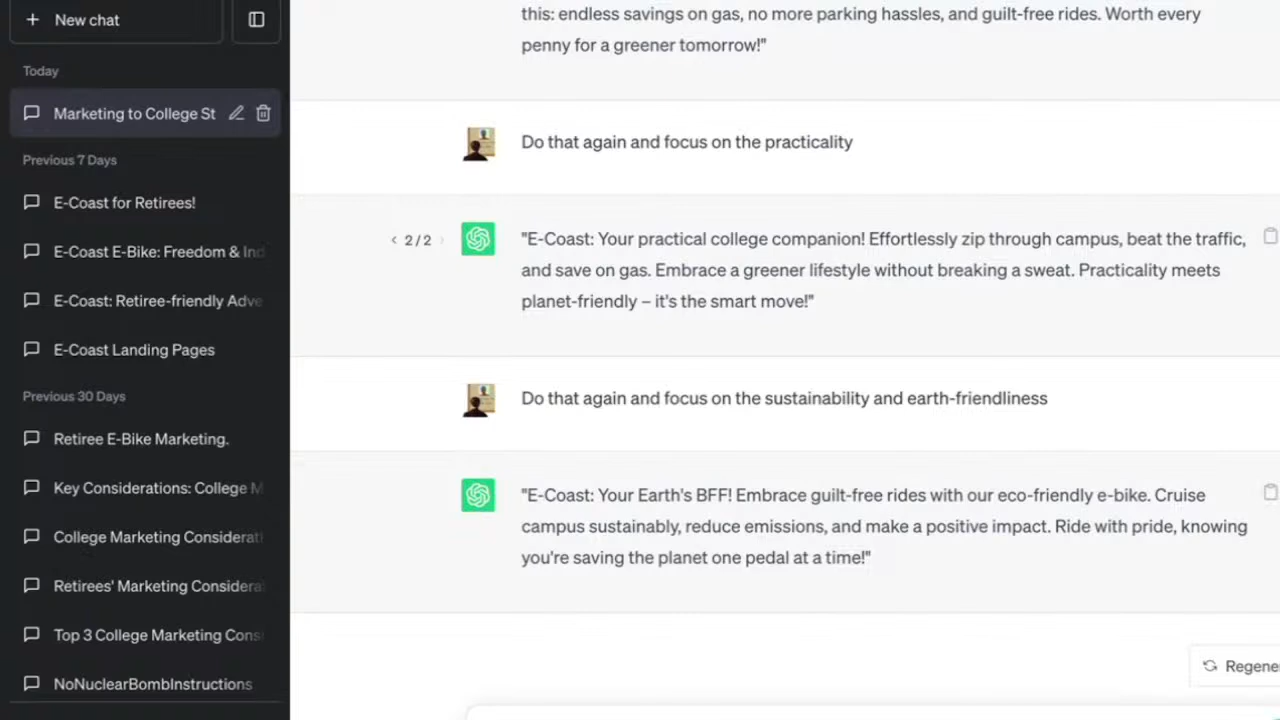 New chat
Today
Marketing to College St
Previous 7 Days
E-Coast for Retirees!
E-Coast E-Bike: Freedom & Ind
E-Coast: Retiree-friendly Adve
E-Coast Landing Pages
Previous 30 Days
Retiree E-Bike Marketing.
Key Considerations: College M
College Marketing Considerati
Retirees' Marketing Considera
Top 3 College Marketing Cons
NoNuclearBombInstructions
this: endless savings on gas, no more parking hassles, and guilt-free rides. Worth every
penny for a greener tomorrow!"
Do that again and focus on the practicality
< 2/2 >
"E-Coast: Your practical college companion! Effortlessly zip through campus, beat the traffic,
and save on gas. Embrace a greener lifestyle without breaking a sweat. Practicality meets
planet-friendly – it's the smart move!"
Do that again and focus on the sustainability and earth-friendliness
"E-Coast: Your Earth's BFF! Embrace guilt-free rides with our eco-friendly e-bike. Cruise
campus sustainably, reduce emissions, and make a positive impact. Ride with pride, knowing
you're saving the planet one pedal at a time!"
Regene